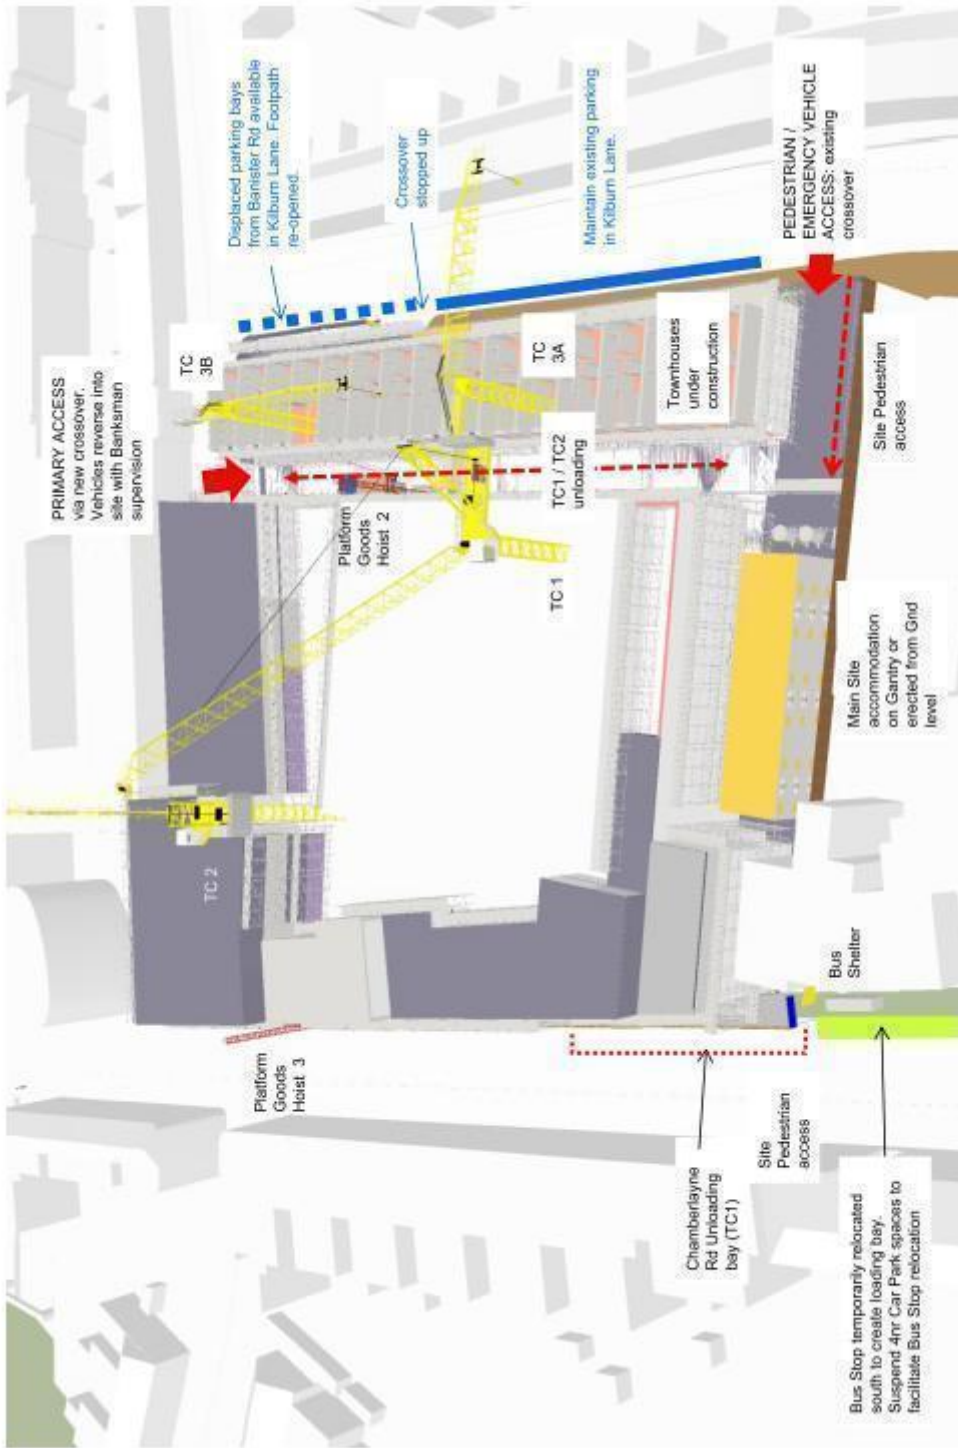 PRIMARY ACCESS
via new crossover.
Vehicles reverse into
site with Banksman
supervision
TC
3B
Displaced parking bays
from Banister Rd available
in Kilburn Lane. Footpath
re-opened.
Crossover
stopped up
Maintain existing parking
in Kilburn Lane.
PEDESTRIAN /
EMERGENCY VEHICLE
ACCESS: existing
crossover
TC
3A
Townhouses
under
construction
TC1 / TC2
unloading
Platform
Goods
Hoist 2
TC 1
Site Pedestrian
access
TC 2
Main Site
accommodation
on Gantry or
erected from Gnd
level
Platform
Goods
Hoist 3
Bus
Shelter
Chamberlayne
Rd Unloading
bay (TC1)
Site
Pedestrian
access
Bus Stop temporarily relocated
south to create loading bay.
Suspend 4nr Car Park spaces to
facilitate Bus Stop relocation